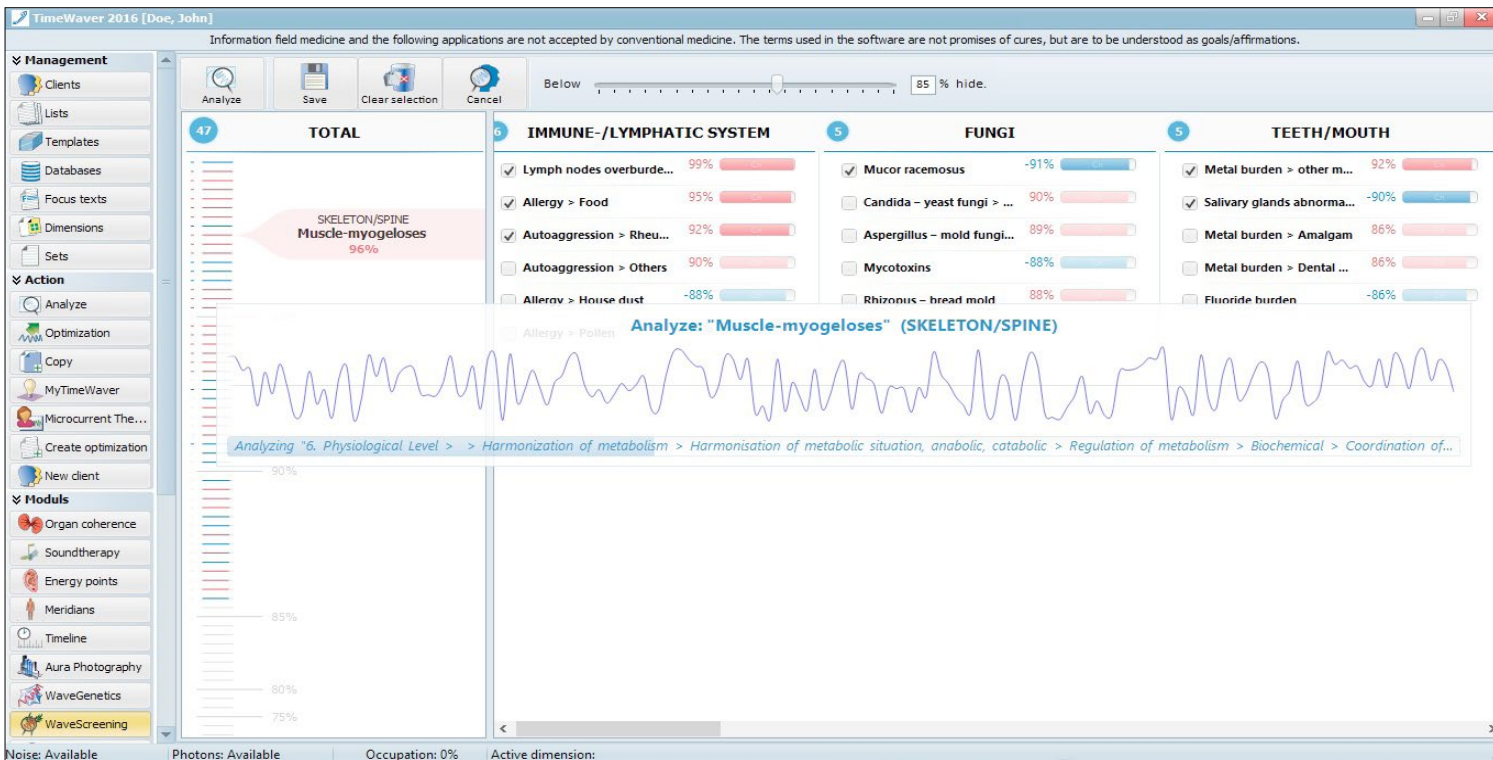 TimeWaver 2016 [Doe, John]
Information field medicine and the following applications are not accepted by conventional medicine. The terms used in the software are not promises of cures, but are to be understood as goals/affirmations.
Management
Clients
Lists
Templates
Databases
Focus texts
Dimensions
Sets
Action
Analyze
Optimization
Copy
MyTimeWaver
Microcurrent The...
Create optimization
New client
Moduls
Organ coherence
Soundtherapy
Energy points
Meridians
Timeline
Aura Photography
WaveGenetics
WaveScreening
Analyze
Save
Clear selection
Cancel
Below 85 % hide.
47 TOTAL
SKELETON/SPINE
Muscle-myogeloses
96%
90%
85%
80%
75%
6 IMMUNE-/LYMPHATIC SYSTEM
Lymph nodes overburde... 99%
Allergy > Food 95%
Autoaggression > Rheu... 92%
Autoaggression > Others 90%
Allergy > House dust -88%
Allergy > Pollen
5 FUNGI
Mucor racemosus -91%
Candida – yeast fungi > ... 90%
Aspergillus – mold fungi... 89%
Mycotoxins -88%
Rhizopus – bread mold 88%
5 TEETH/MOUTH
Metal burden > other m... 92%
Salivary glands abnorma... -90%
Metal burden > Amalgam 86%
Metal burden > Dental ... 86%
Fluoride burden -86%
Analyze: "Muscle-myogeloses" (SKELETON/SPINE)
Analyzing "6. Physiological Level > > Harmonization of metabolism > Harmonisation of metabolic situation, anabolic, catabolic > Regulation of metabolism > Biochemical > Coordination of...
Noise: Available Photons: Available Occupation: 0% Active dimension: